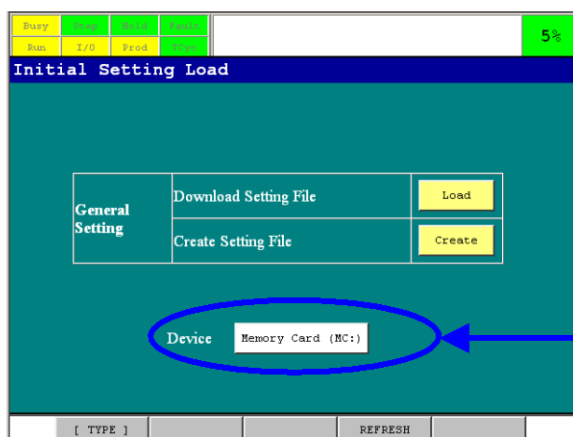 Busy Step Hold Fault
Run I/O Prod TCyc
5%
Initial Setting Load
General Setting
Download Setting File
Load
Create Setting File
Create
Device
Memory Card (MC:)
[ TYPE ]
REFRESH